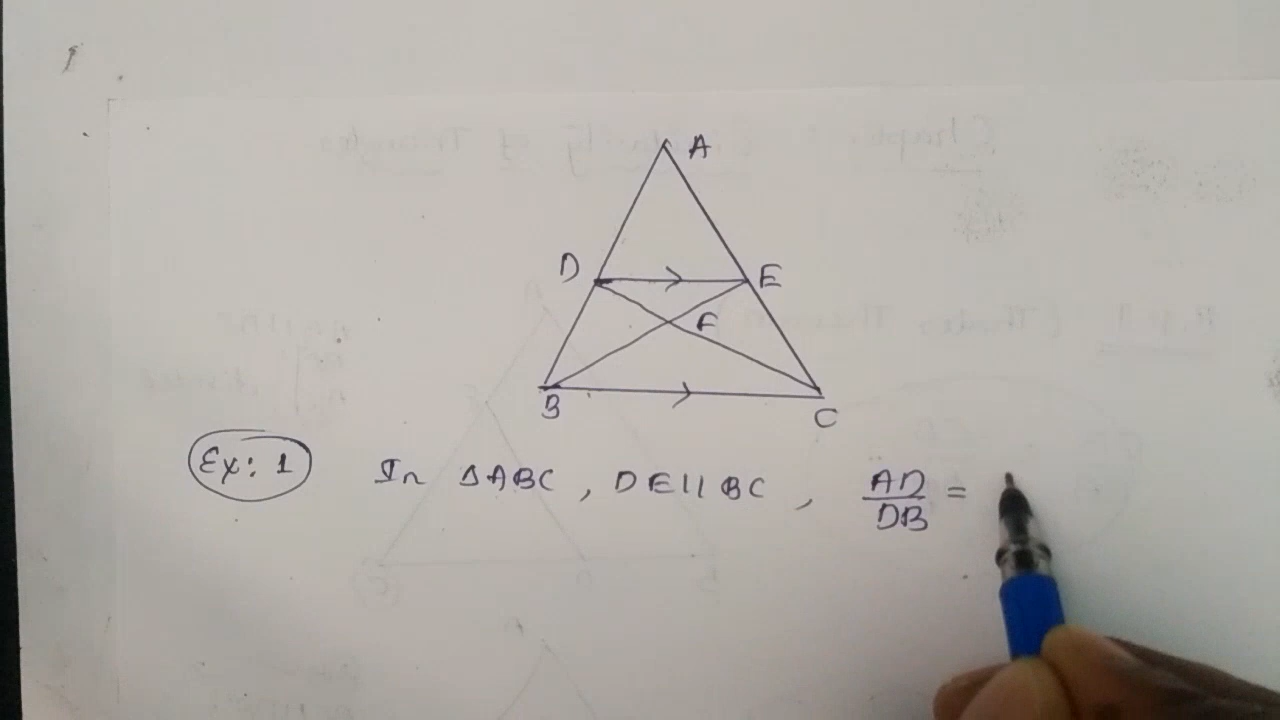 A
D E
F
B C
Ex: 1 In ΔABC, DE||BC, AD/DB =